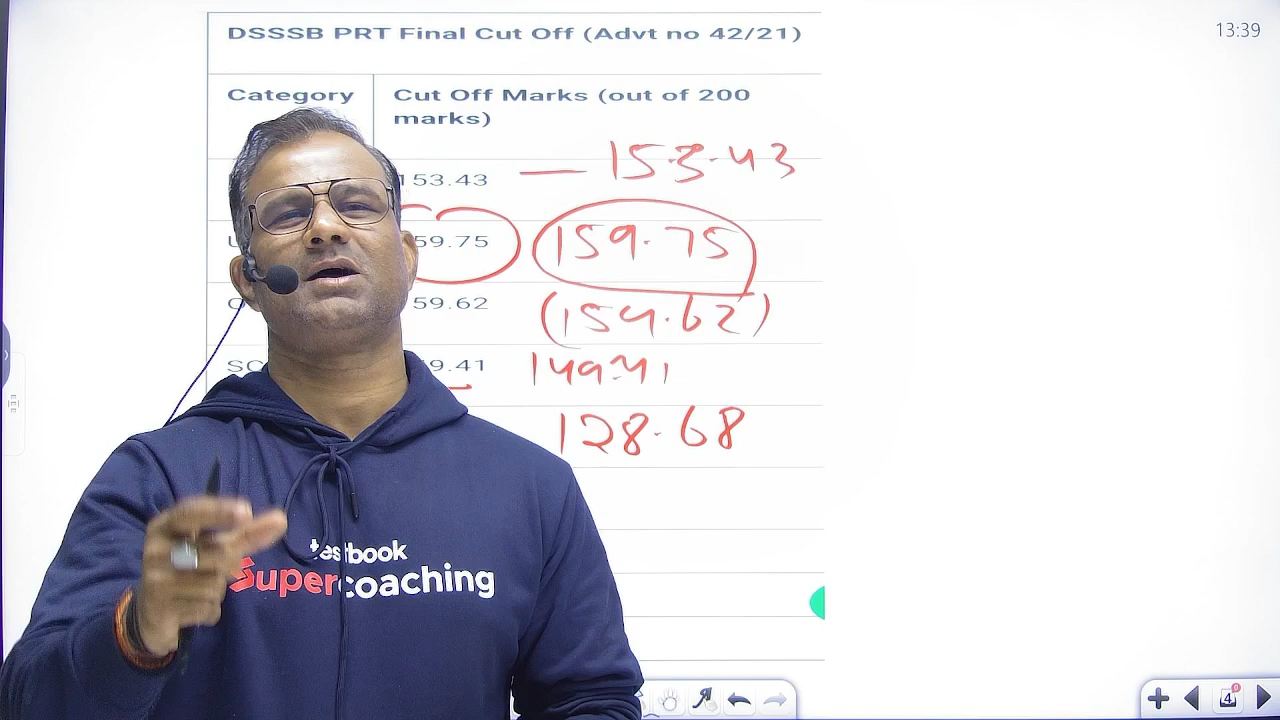 DSSSB PRT Final Cut Off (Advt no 42/21)
13:39
Category
Cut Off Marks (out of 200
marks)
153.43
153.43
59.75
159.75
59.62
(159.62)
9.41
149.41
128.68
testbook
Supercoaching
4